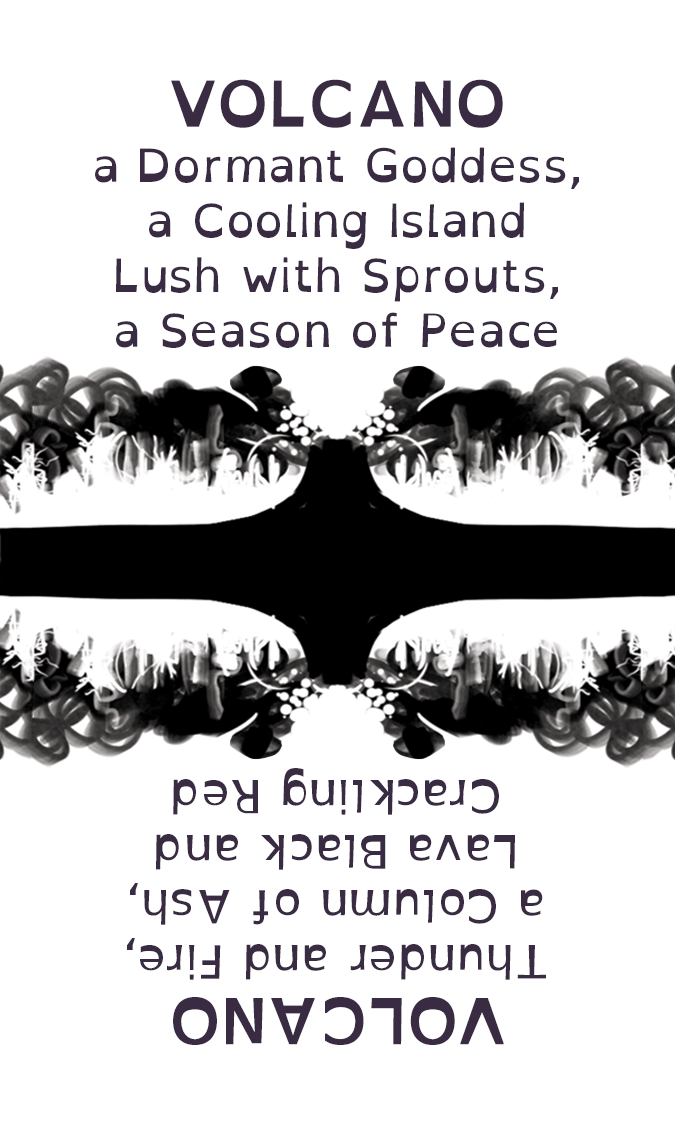 VOLCANO
a Dormant Goddess,
a Cooling Island
Lush with Sprouts,
a Season of Peace
VOLCANO
Thunder and Fire,
a Column of Ash,
Lava Black and
Crackling Red